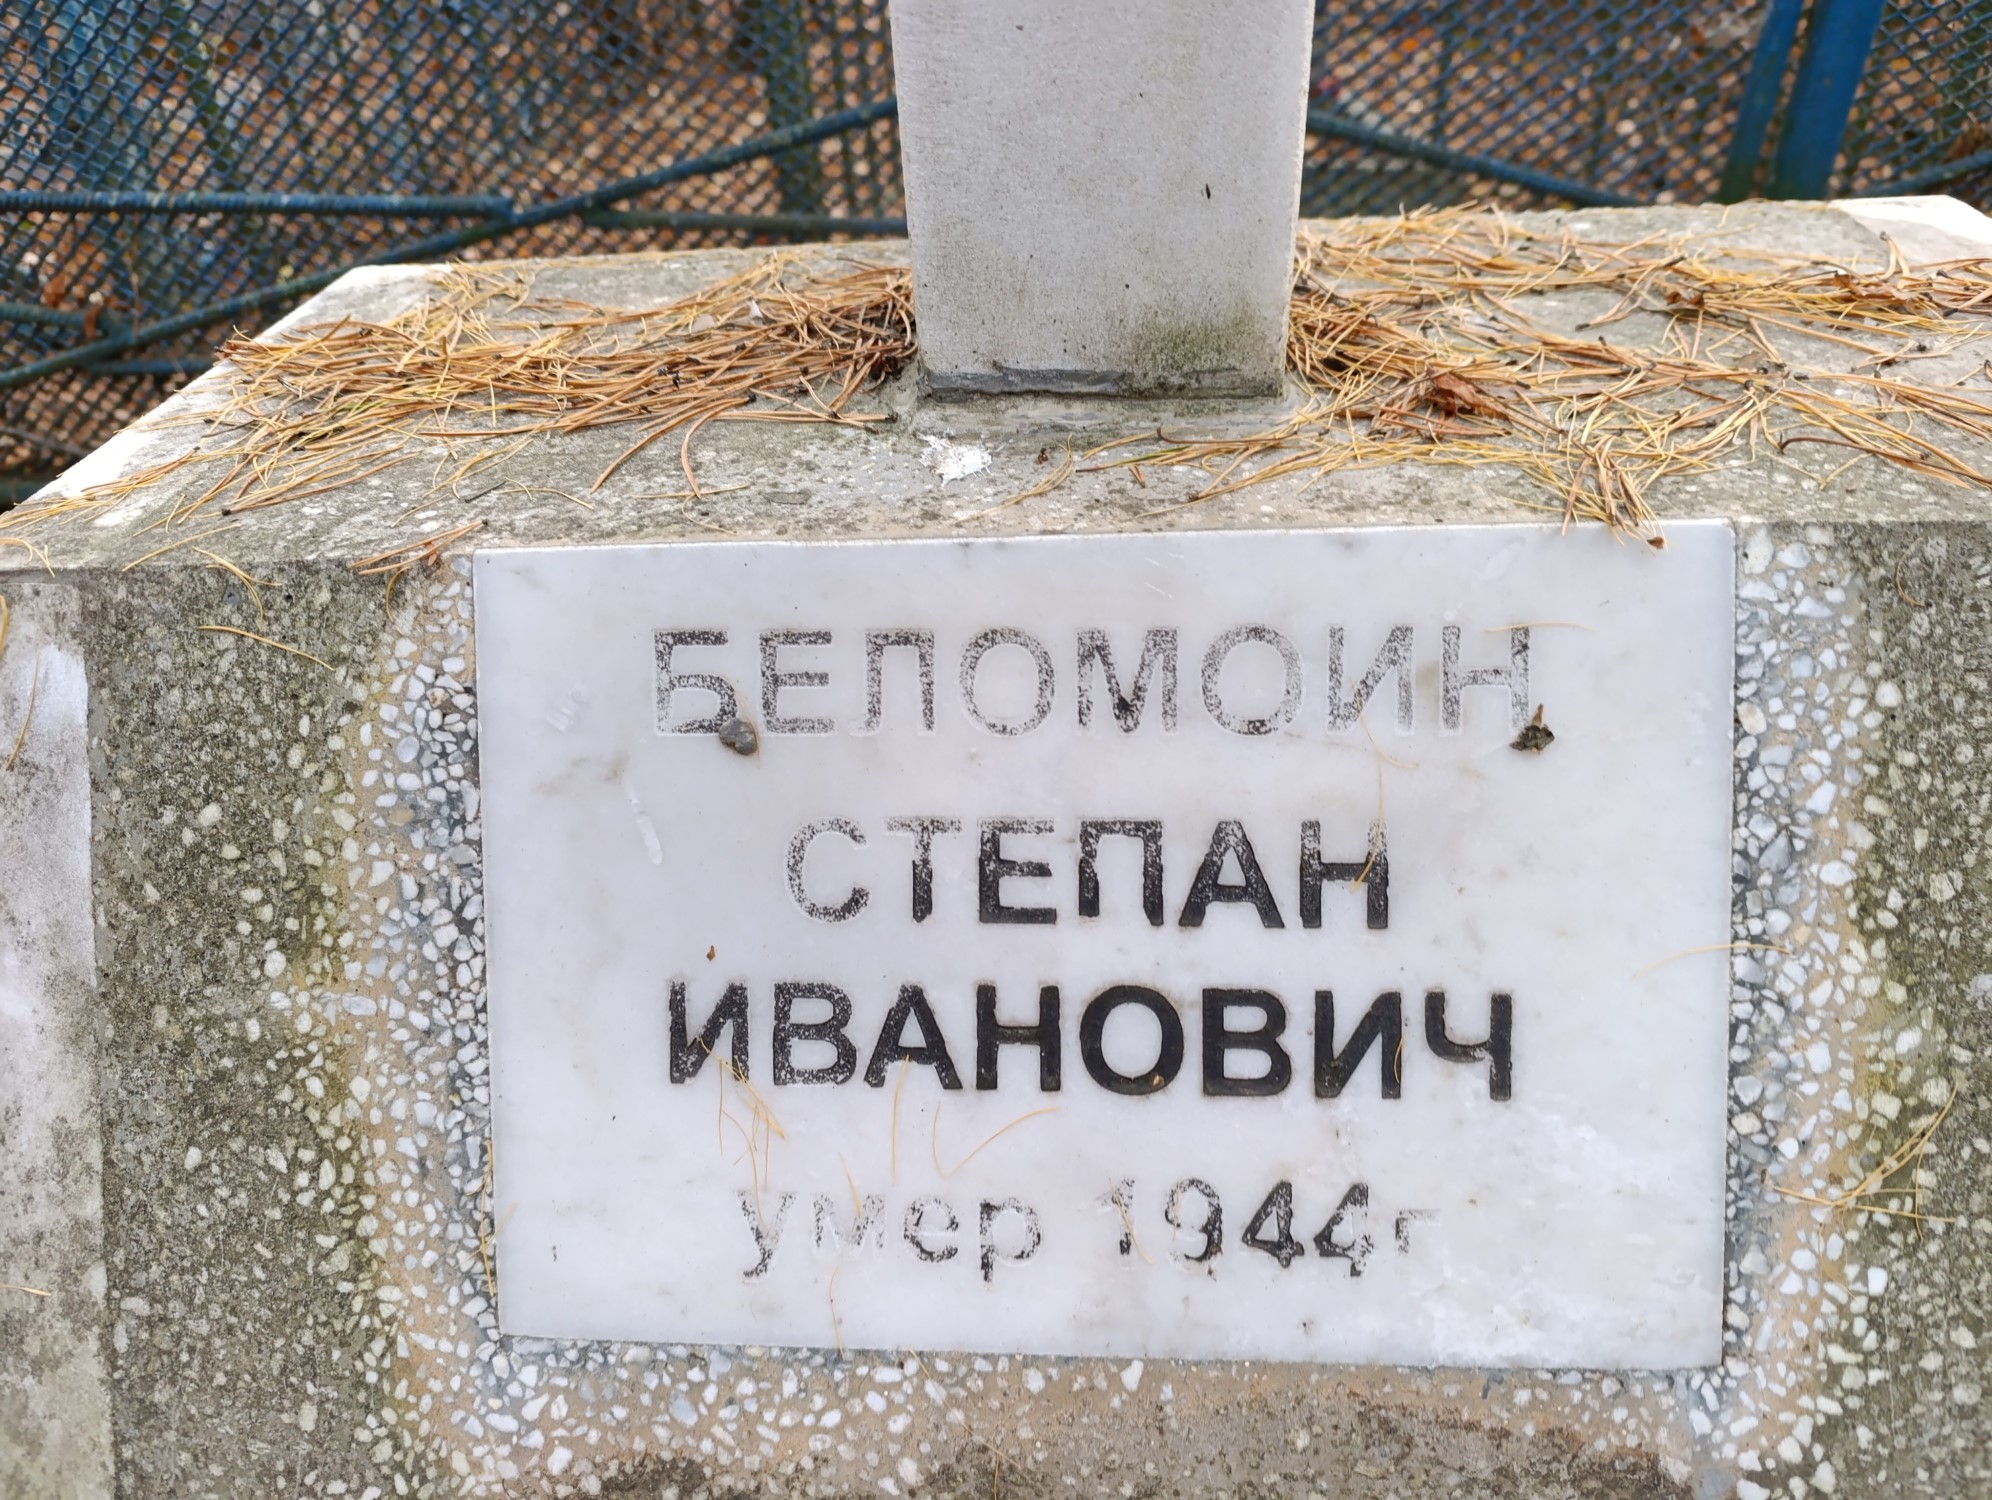 БЕЛОМОИН
СТЕПАН
ИВАНОВИЧ
умер 1944г